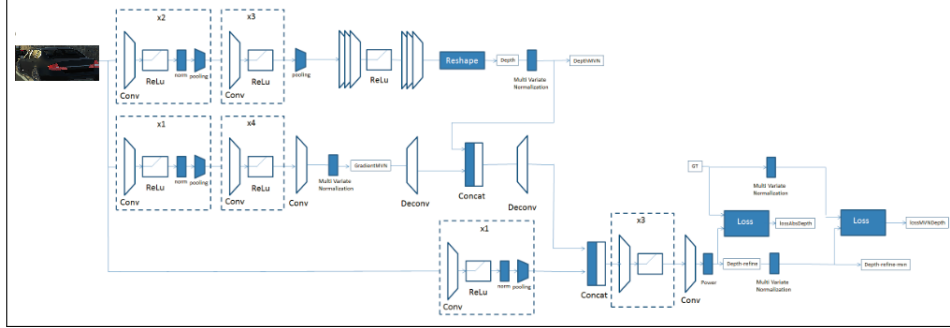 x2
x3
ReLu
norm
pooling
Conv
ReLu
Conv
pooling
ReLu
Reshape
Depth
Multi Variate
Normalization
DepthMVN
x1
x4
ReLu
norm
pooling
Conv
ReLu
Conv
Conv
Multi Variate
Normalization
GradientMVN
Deconv
Concat
Deconv
GT
Multi Variate
Normalization
Loss
lossAbsDepth
Loss
lossMVNDepth
x1
ReLu
norm
pooling
Conv
Concat
x3
Conv
Power
Depth-refine
Multi Variate
Normalization
Depth-refine-mvn